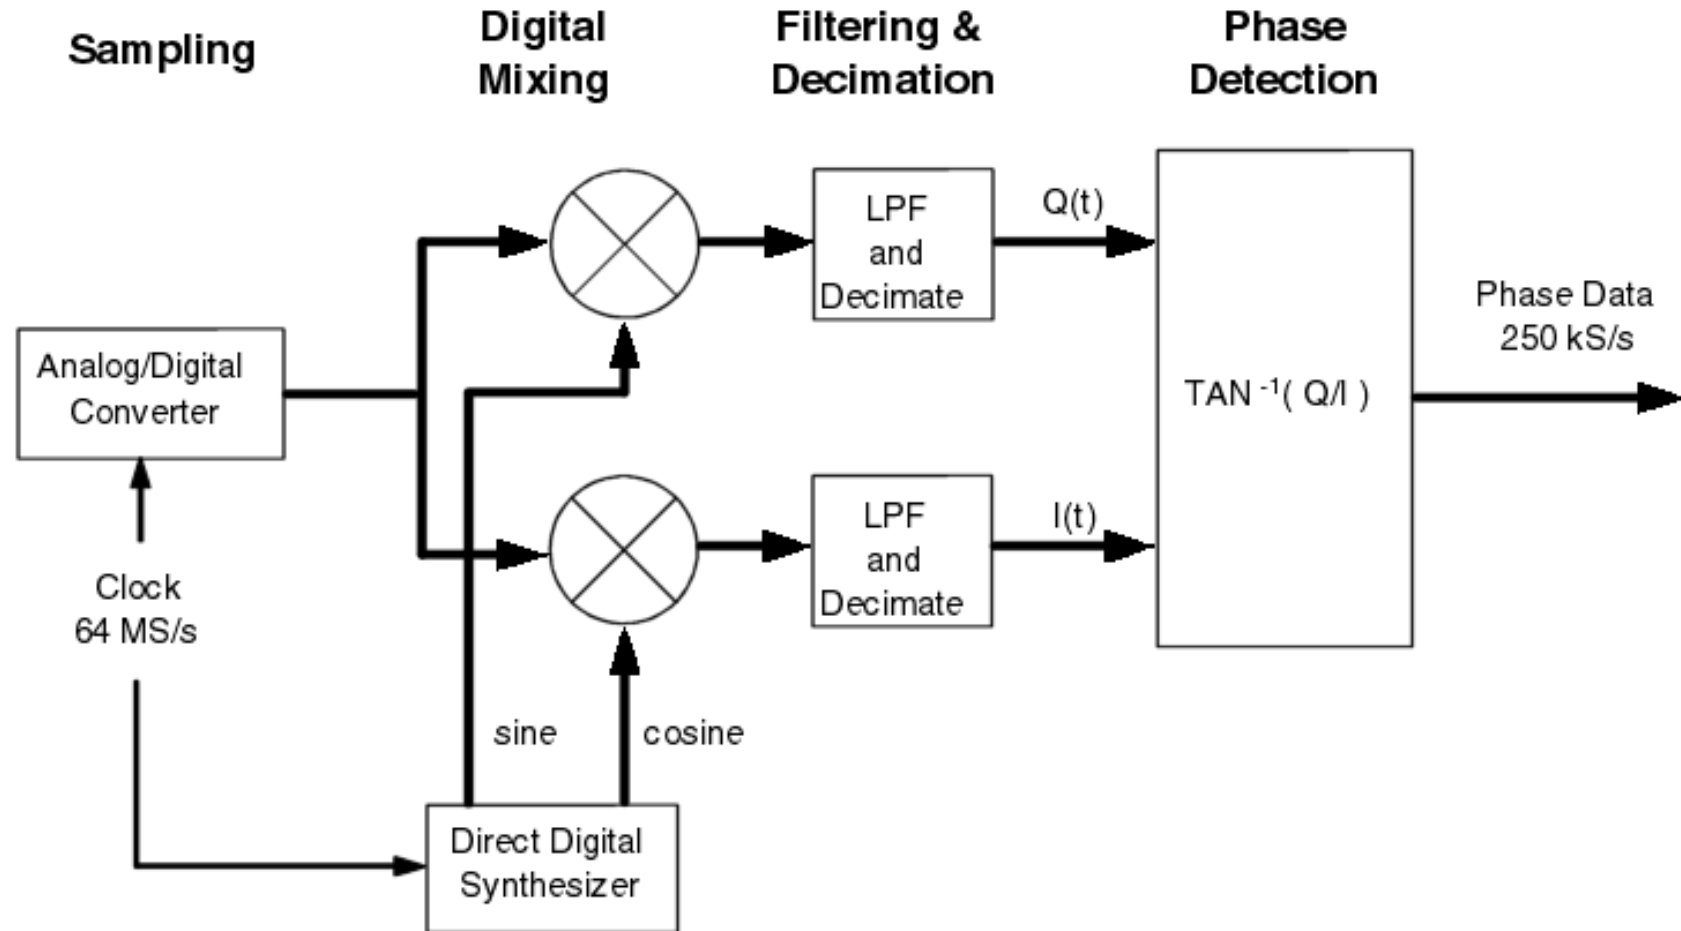 Sampling
Digital
Mixing
Filtering &
Decimation
Phase
Detection
Analog/Digital
Converter
Clock
64 MS/s
sine
cosine
Direct Digital
Synthesizer
LPF
and
Decimate
Q(t)
LPF
and
Decimate
I(t)
TAN -1( Q/I )
Phase Data
250 kS/s